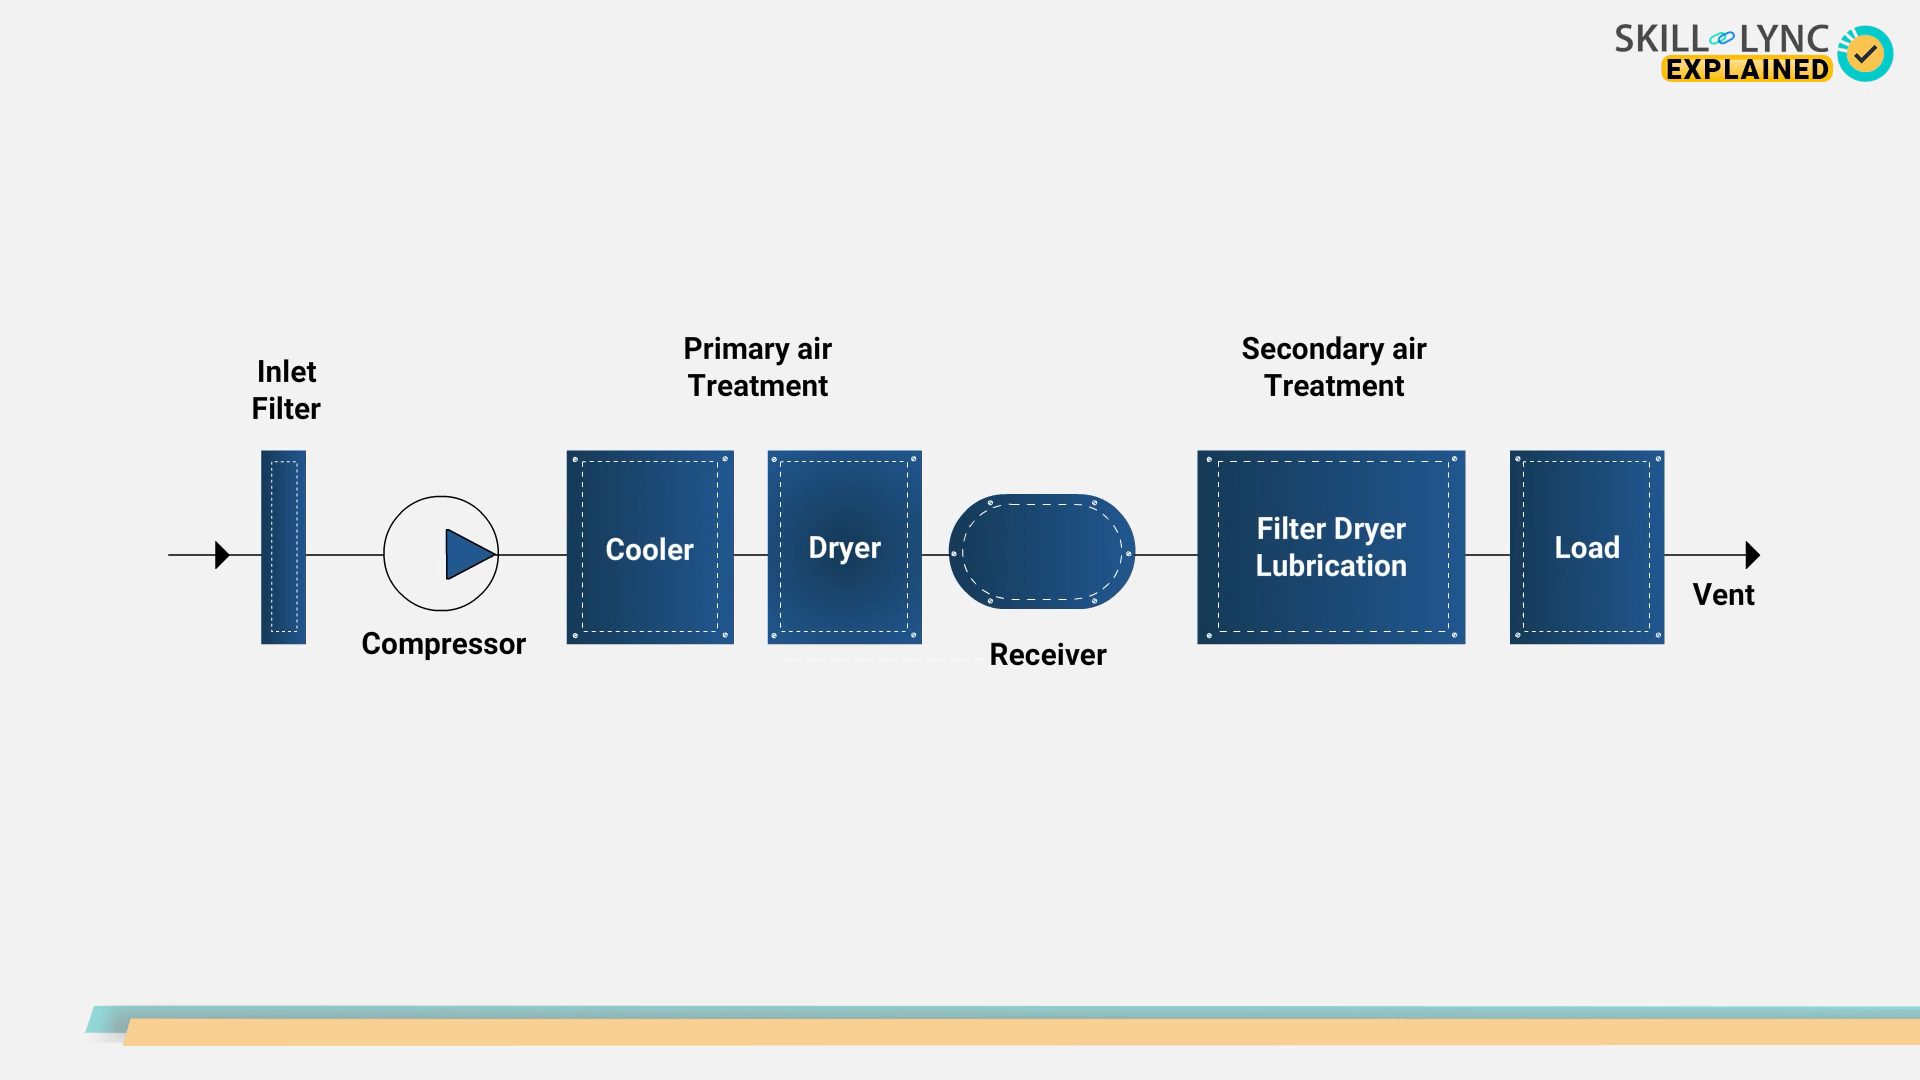 SKILL LYNC
EXPLAINED
Primary air
Treatment
Secondary air
Treatment
Inlet
Filter
Cooler
Dryer
Filter Dryer
Lubrication
Load
Vent
Compressor
Receiver